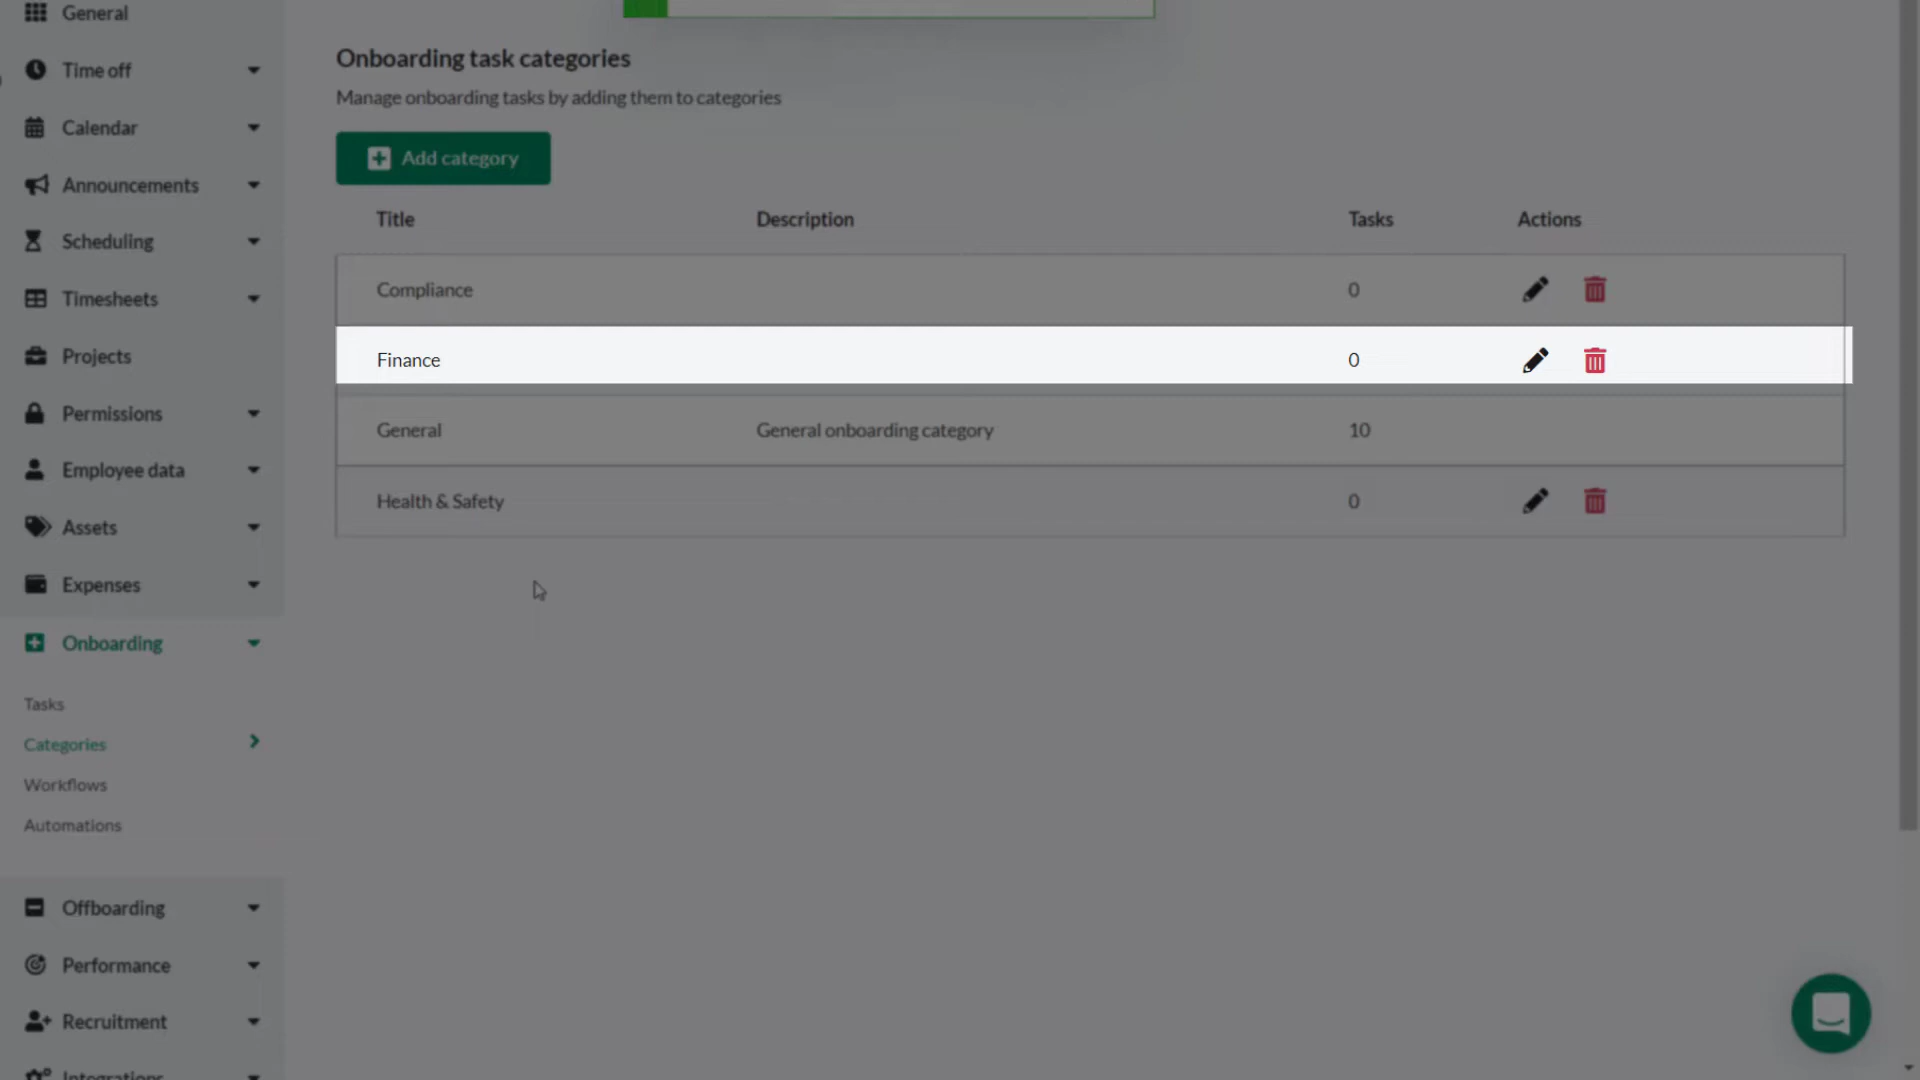 General
Time off
Calendar
Announcements
Scheduling
Timesheets
Projects
Permissions
Employee data
Assets
Expenses
Onboarding
Tasks
Categories
Workflows
Automations
Offboarding
Performance
Recruitment
Integrations
Onboarding task categories
Manage onboarding tasks by adding them to categories
Add category
Title Description Tasks Actions
Compliance 0
Finance 0
General General onboarding category 10
Health & Safety 0